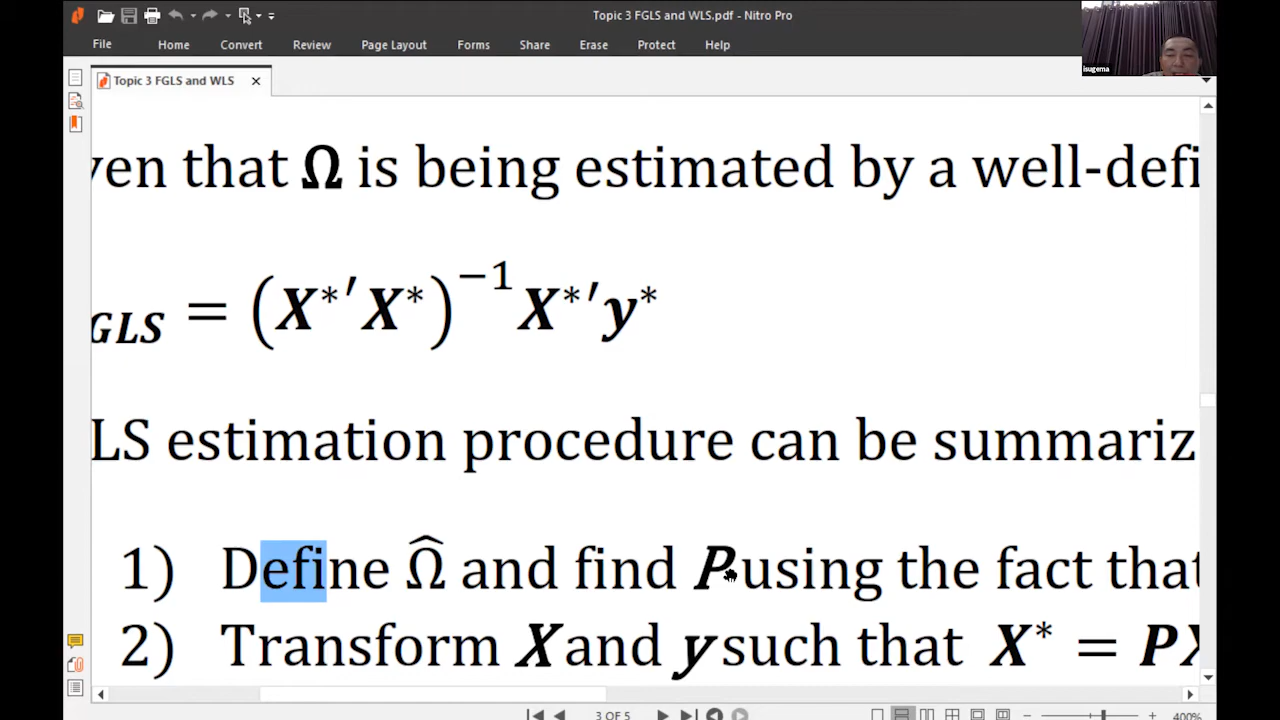 Topic 3 FGLS and WLS.pdf - Nitro Pro
File Home Convert Review Page Layout Forms Share Erase Protect Help
isugema
Topic 3 FGLS and WLS
ven that Ω is being estimated by a well-defi
GLS = (X*′X*)⁻¹X*′y*
LS estimation procedure can be summariz
1) Define Ω̂ and find P using the fact that
2) Transform X and y such that X* = PX
3 OF 5
400%